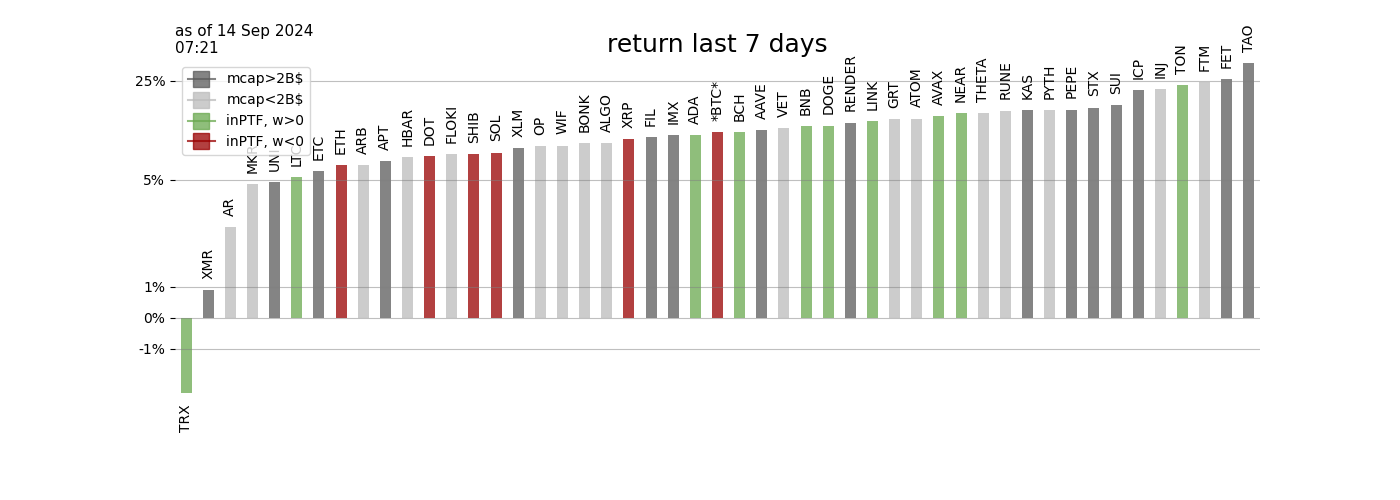 as of 14 Sep 2024
07:21
return last 7 days
mcap>2B$
mcap<2B$
inPTF, w>0
inPTF, w<0
25%
5%
1%
0%
-1%
TRX
XMR
AR
MKR
UNI
LTC
ETC
ETH
ARB
APT
HBAR
DOT
FLOKI
SHIB
SOL
XLM
OP
WIF
BONK
ALGO
XRP
FIL
IMX
ADA
*BTC*
BCH
AAVE
VET
BNB
DOGE
RENDER
LINK
GRT
ATOM
AVAX
NEAR
THETA
RUNE
KAS
PYTH
PEPE
STX
SUI
ICP
INJ
TON
FTM
FET
TAO